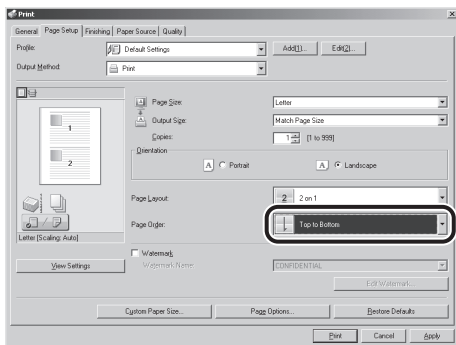 Print
General Page Setup Finishing Paper Source Quality
Profile: Default Settings Add(1)... Edit(2)...
Output Method: Print
Page Size: Letter
Output Size: Match Page Size
Copies: 1 [1 to 999]
Orientation
A Portrait A Landscape
1
2
Page Layout: 2 2 on 1
Page Order: Top to Bottom
Letter [Scaling: Auto]
Watermark
View Settings Watermark Name: CONFIDENTIAL
Edit Watermark...
Custom Paper Size... Page Options... Restore Defaults
Print Cancel Apply